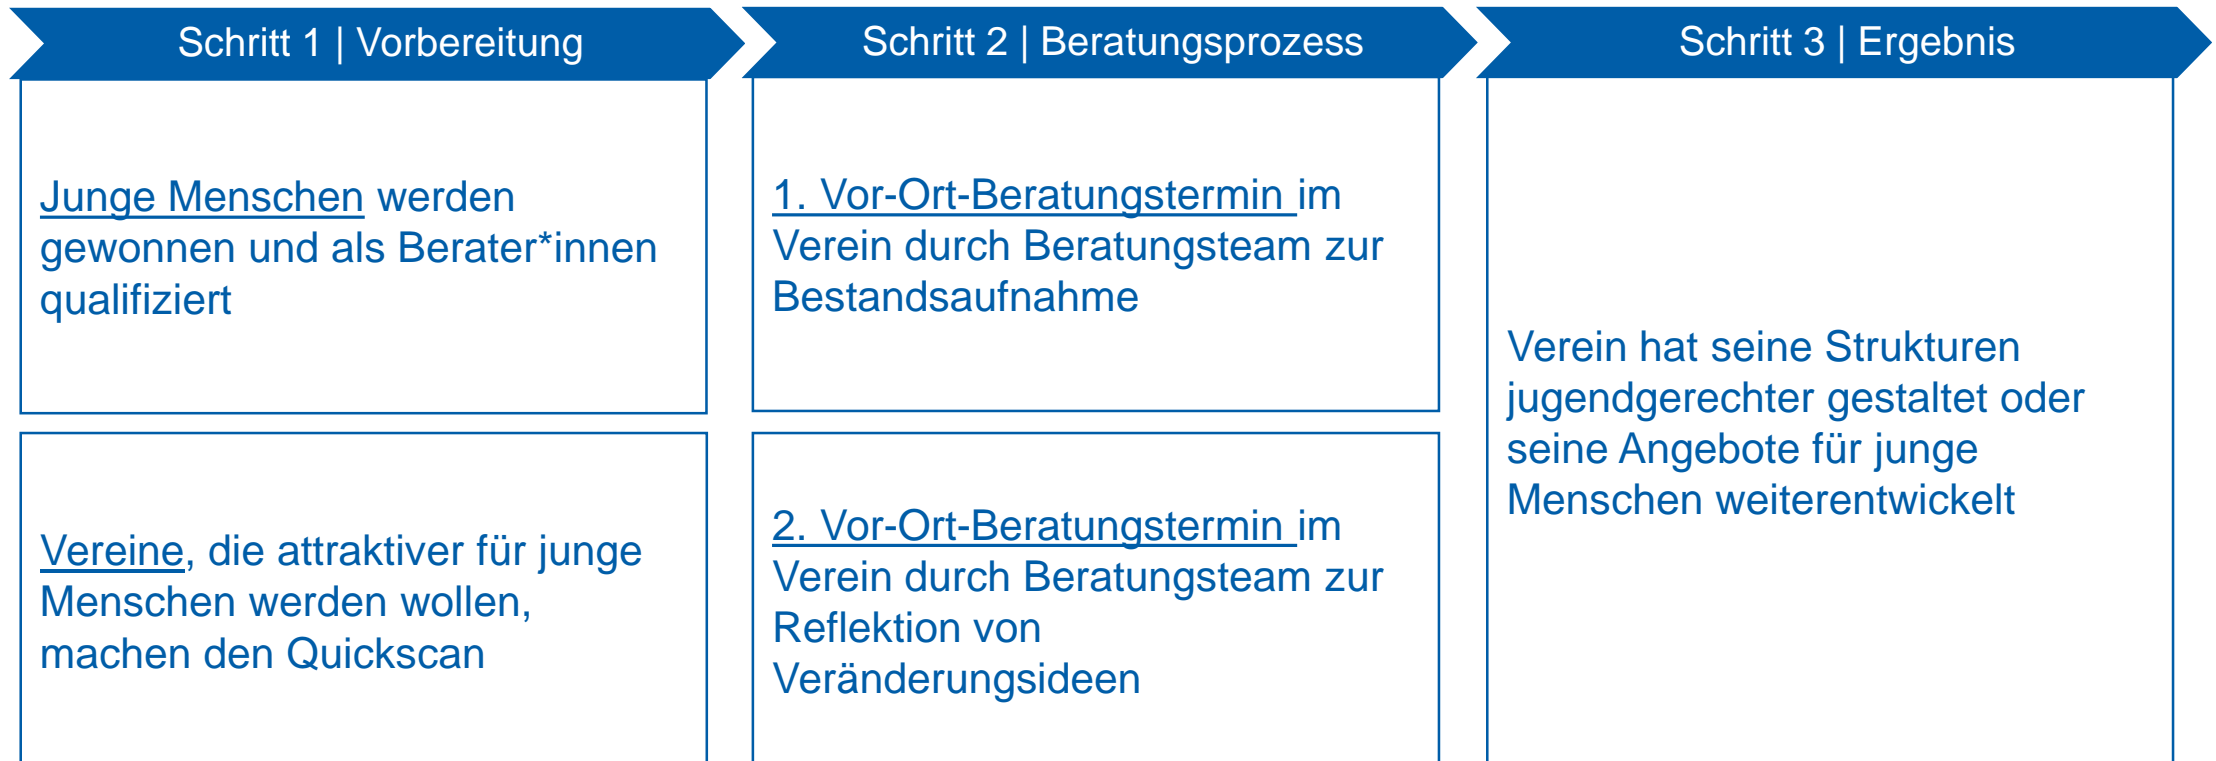 Schritt 1 | Vorbereitung
Junge Menschen werden
gewonnen und als Berater*innen
qualifiziert
Vereine, die attraktiver für junge
Menschen werden wollen,
machen den Quickscan
Schritt 2 | Beratungsprozess
1. Vor-Ort-Beratungstermin im
Verein durch Beratungsteam zur
Bestandsaufnahme
2. Vor-Ort-Beratungstermin im
Verein durch Beratungsteam zur
Reflektion von
Veränderungsideen
Schritt 3 | Ergebnis
Verein hat seine Strukturen
jugendgerechter gestaltet oder
seine Angebote für junge
Menschen weiterentwickelt